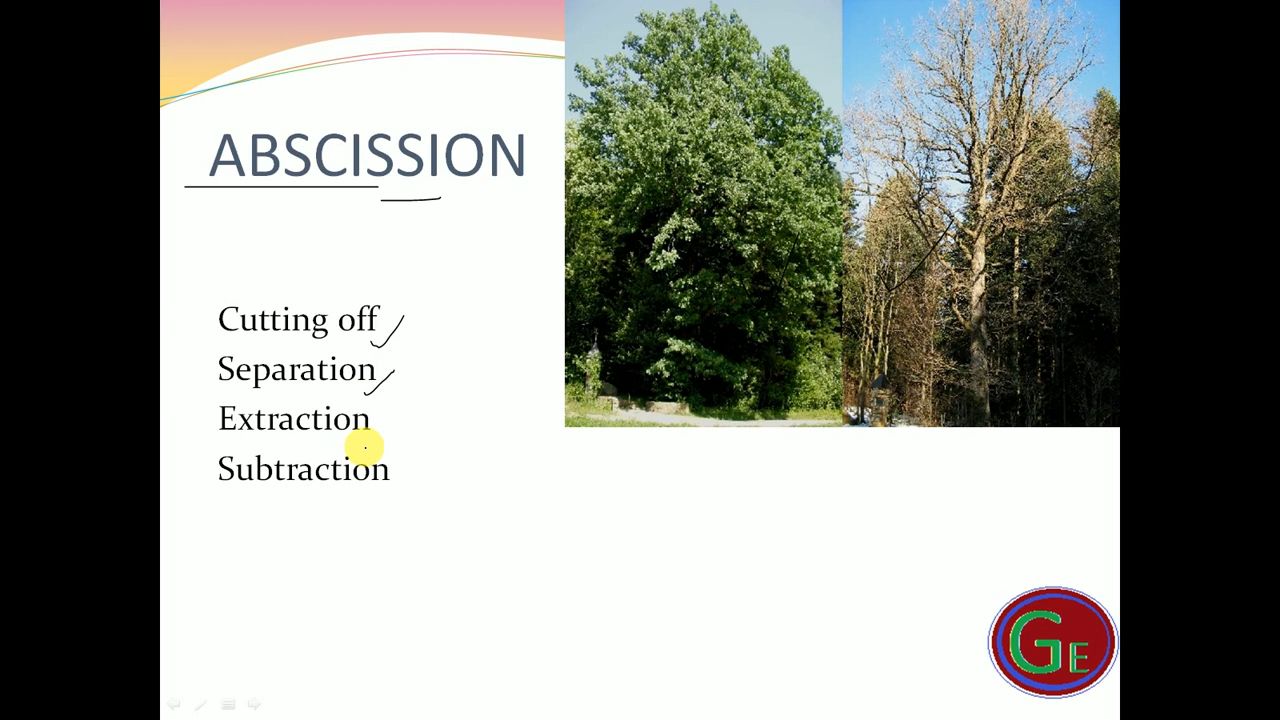 ABSCISSION
Cutting off
Separation
Extraction
Subtraction
GE